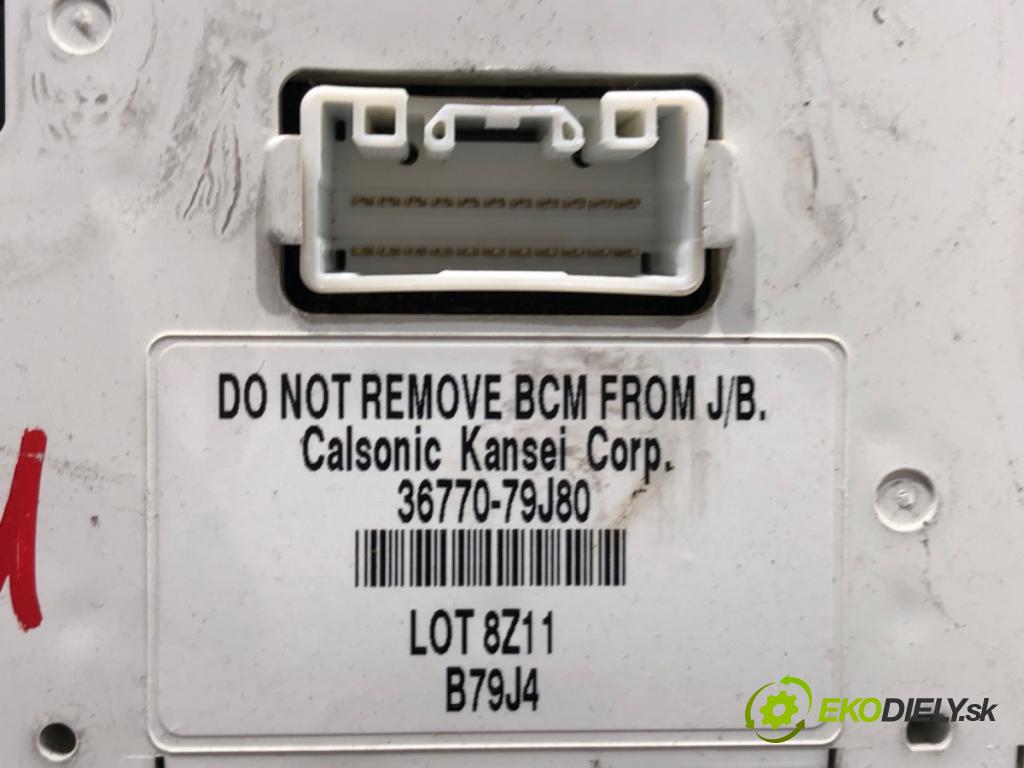 DO NOT REMOVE BCM FROM J/B.
Calsonic Kansei Corp.
36770-79J80
LOT 8Z11
B79J4
EKODIELY.sk